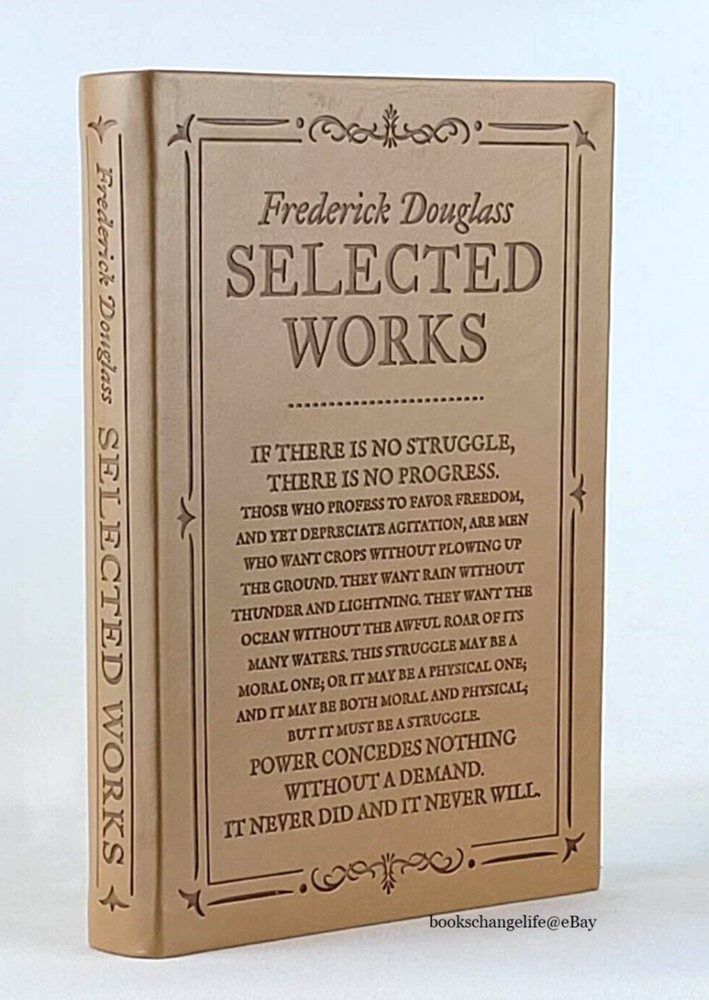 Frederick Douglass SELECTED WORKS
Frederick Douglass
SELECTED
WORKS
IF THERE IS NO STRUGGLE,
THERE IS NO PROGRESS.
THOSE WHO PROFESS TO FAVOR FREEDOM,
AND YET DEPRECIATE AGITATION, ARE MEN
WHO WANT CROPS WITHOUT PLOWING UP
THE GROUND. THEY WANT RAIN WITHOUT
THUNDER AND LIGHTNING. THEY WANT THE
OCEAN WITHOUT THE AWFUL ROAR OF ITS
MANY WATERS. THIS STRUGGLE MAY BE A
MORAL ONE; OR IT MAY BE A PHYSICAL ONE;
AND IT MAY BE BOTH MORAL AND PHYSICAL;
BUT IT MUST BE A STRUGGLE.
POWER CONCEDES NOTHING
WITHOUT A DEMAND.
IT NEVER DID AND IT NEVER WILL.
bookschangelife@eBay